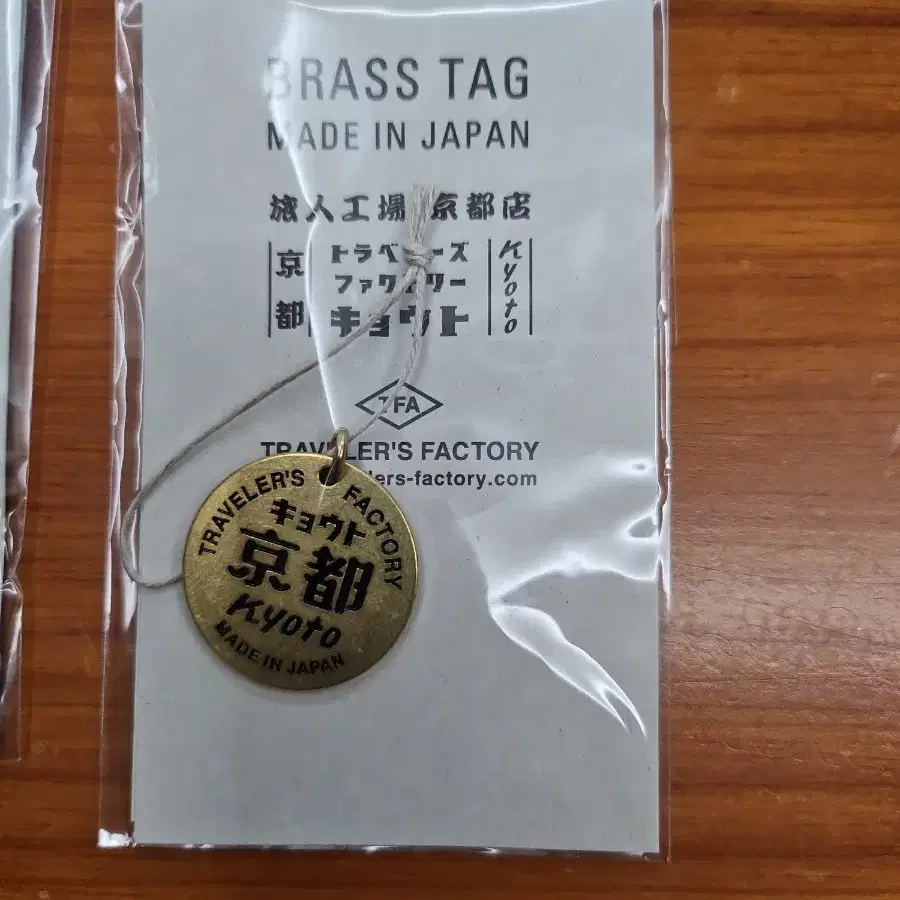 BRASS TAG
MADE IN JAPAN
旅人工場 京都店
京都
トラベラーズ
ファクトリー
キョウト
Kyoto
TFA
TRAVELER'S FACTORY
lers-factory.com
TRAVELER'S FACTORY
キョウト
京都
Kyoto
MADE IN JAPAN